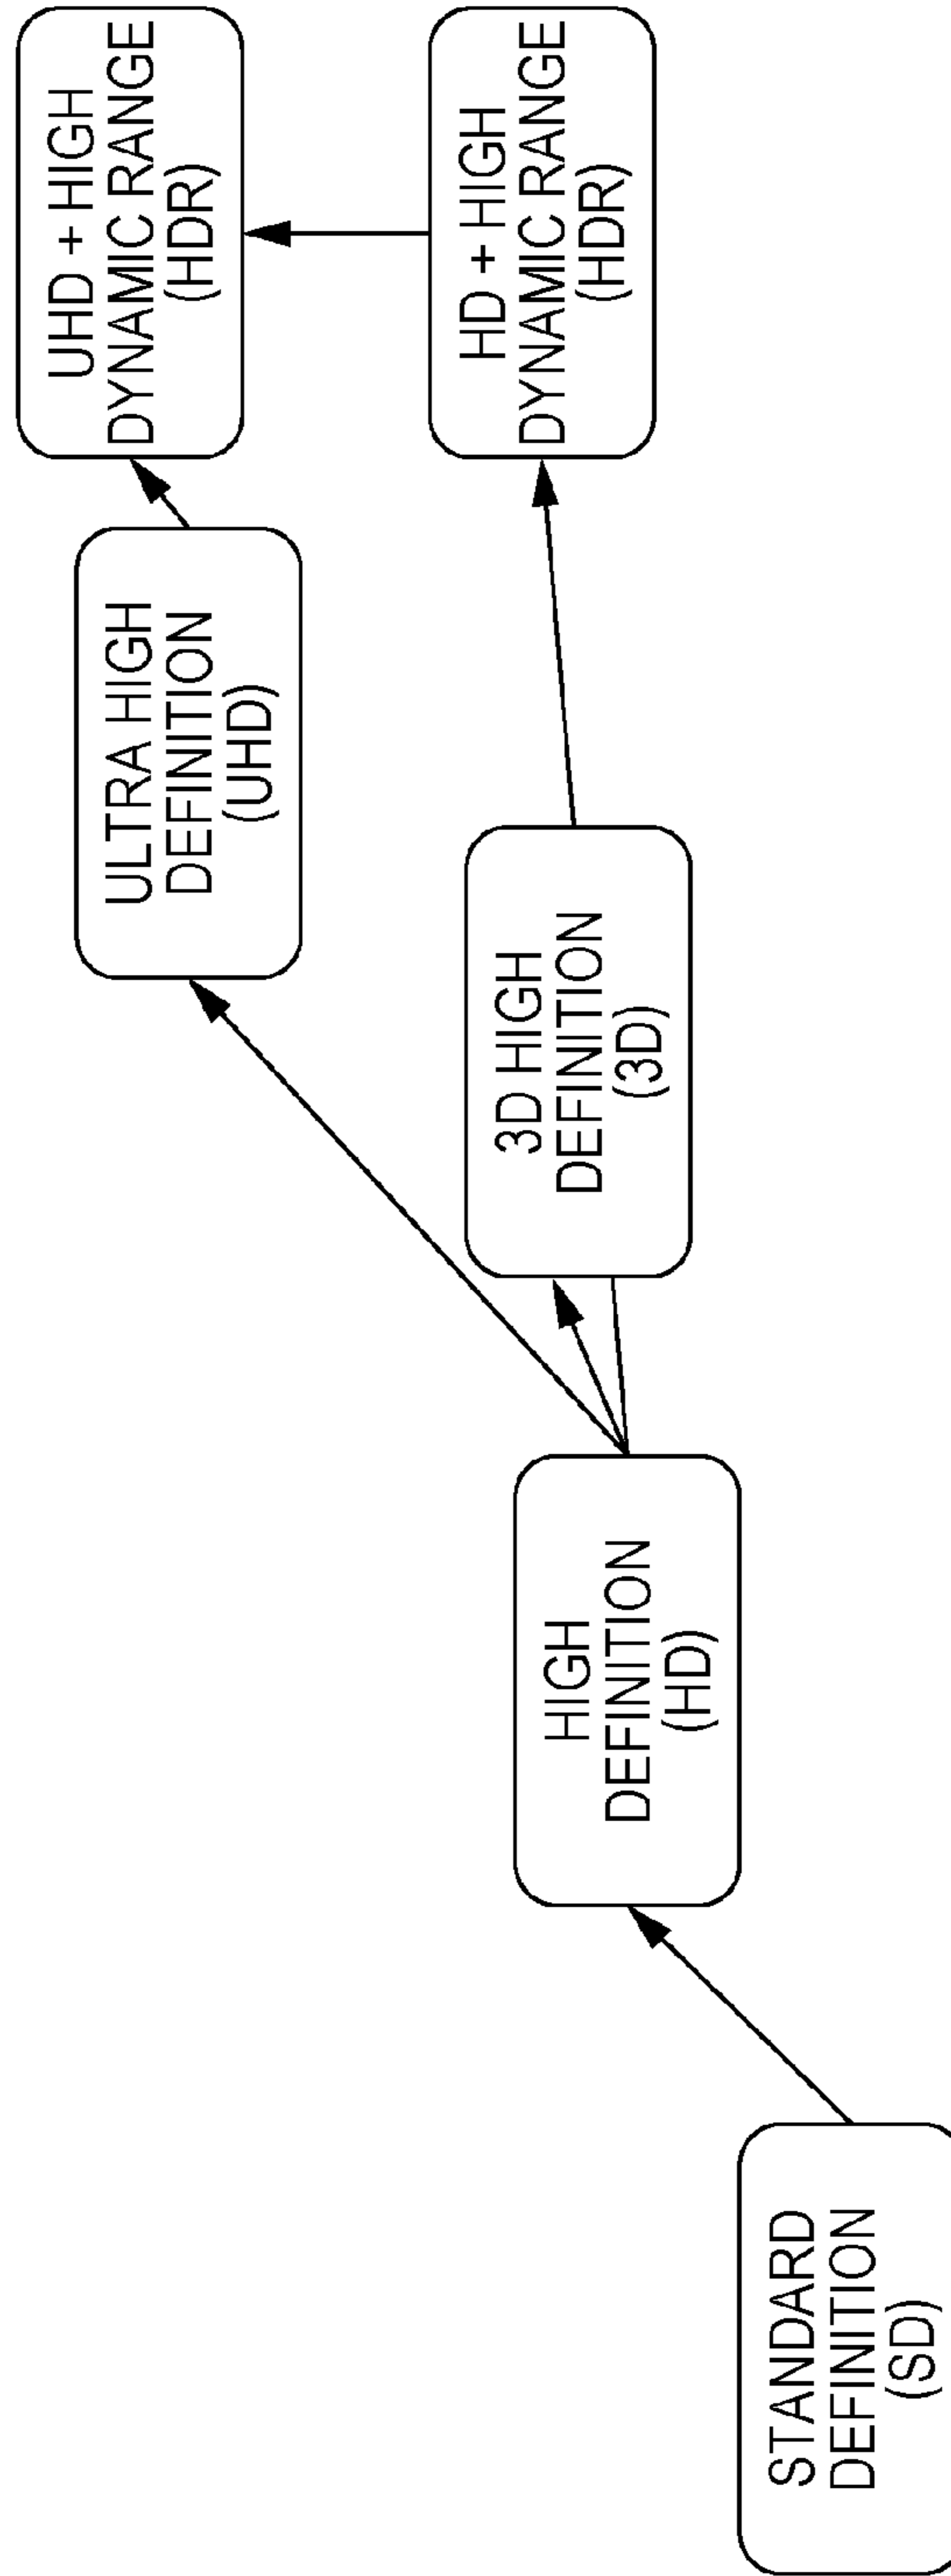 STANDARD
DEFINITION
(SD)
HIGH
DEFINITION
(HD)
3D HIGH
DEFINITION
(3D)
ULTRA HIGH
DEFINITION
(UHD)
UHD + HIGH
DYNAMIC RANGE
(HDR)
HD + HIGH
DYNAMIC RANGE
(HDR)